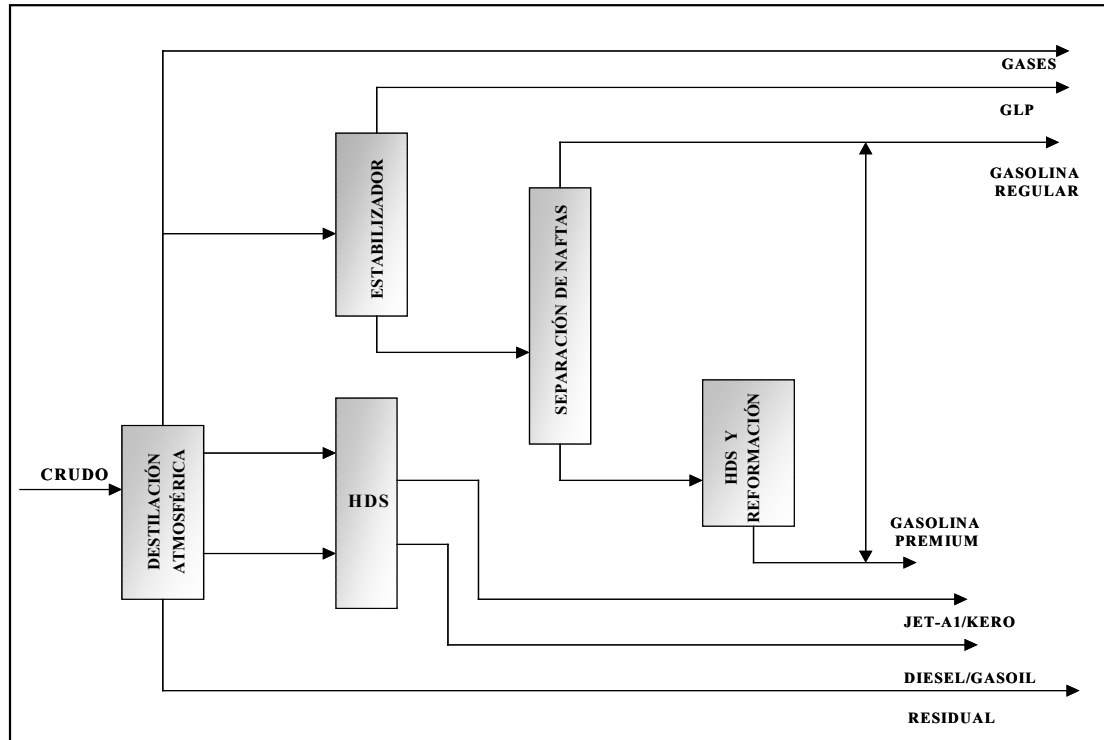 GASES
GLP
GASOLINA
REGULAR
ESTABILIZADOR
SEPARACIÓN DE NAFTAS
HDS Y
REFORMACIÓN
CRUDO
DESTILACIÓN
ATMOSFÉRICA
HDS
GASOLINA
PREMIUM
JET-A1/KERO
DIESEL/GASOIL
RESIDUAL